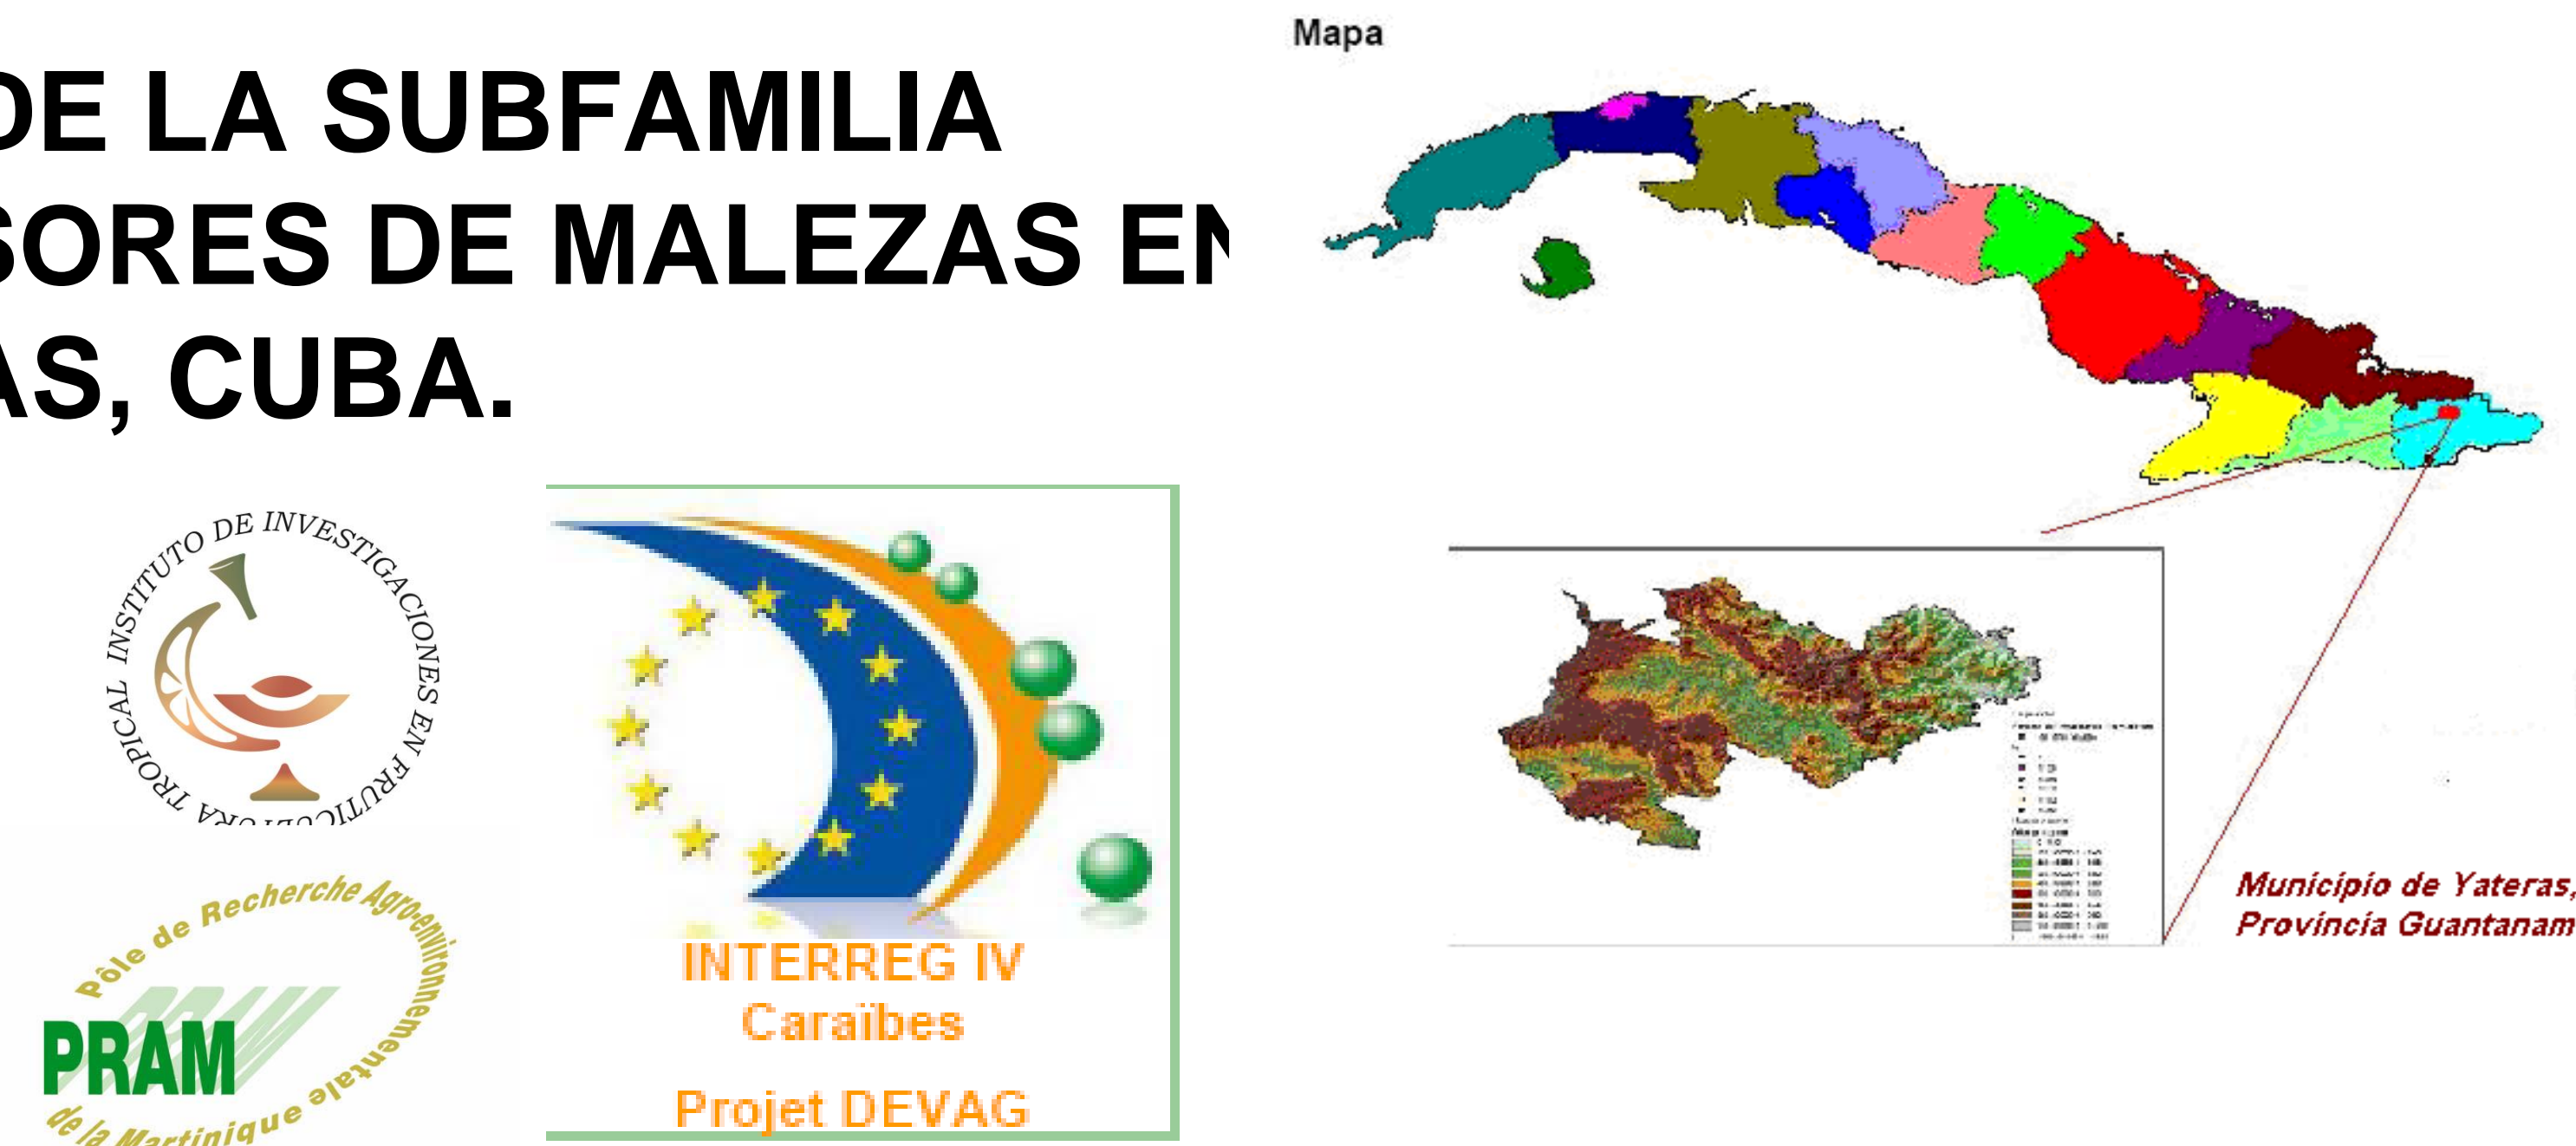 DE LA SUBFAMILIA
SORES DE MALEZAS EN
AS, CUBA.
INSTITUTO DE INVESTIGACIONES EN FRUTICULTURA TROPICAL
Pôle de Recherche Agro-environnementale
PRAM
de la Martinique
INTERREG IV
Caraïbes
Projet DEVAG
Mapa
Município de Yateras,
Província Guantanam